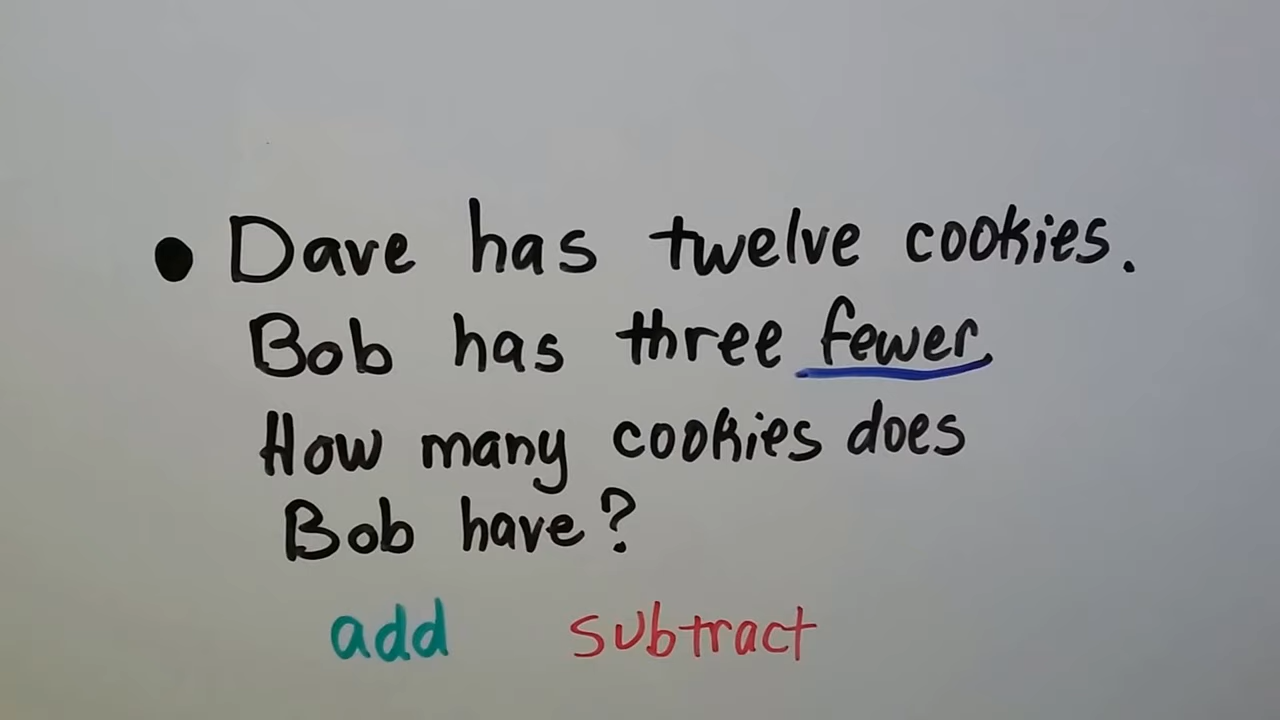 • Dave has twelve cookies.
Bob has three fewer.
How many cookies does
Bob have?
add subtract